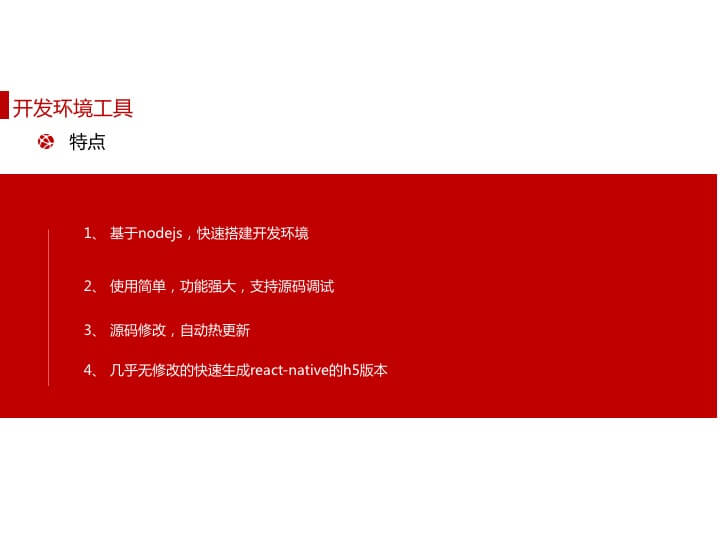 开发环境工具
特点
1、 基于nodejs，快速搭建开发环境
2、 使用简单，功能强大，支持源码调试
3、 源码修改，自动热更新
4、 几乎无修改的快速生成react-native的h5版本